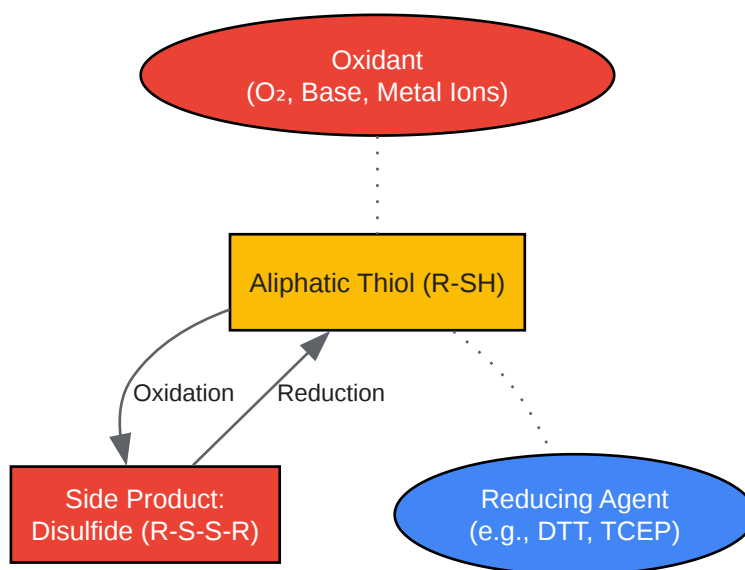 Oxidant
(O₂, Base, Metal Ions)
Aliphatic Thiol (R-SH)
Oxidation
Reduction
Side Product:
Disulfide (R-S-S-R)
Reducing Agent
(e.g., DTT, TCEP)